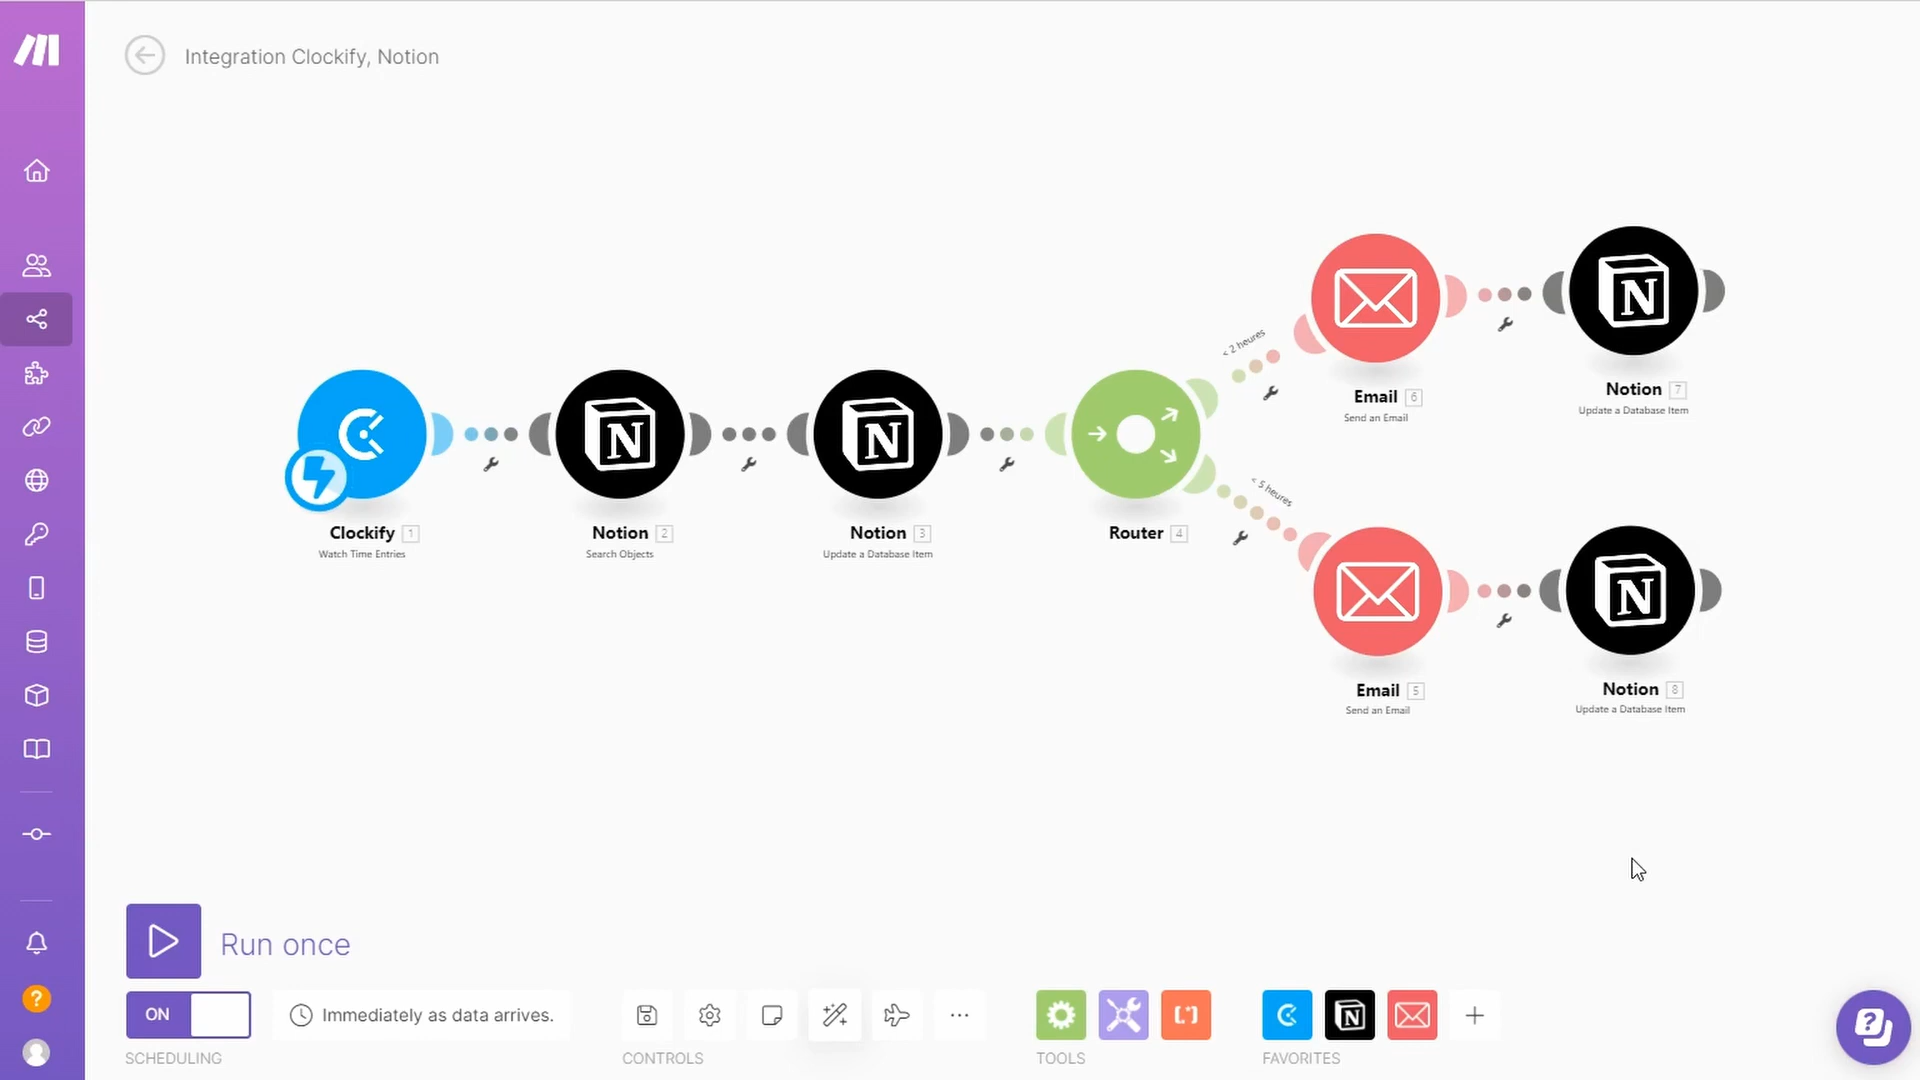 Integration Clockify, Notion
< 2 heures
Email 6
Send an Email
Notion 7
Update a Database Item
Clockify 1
Watch Time Entries
Notion 2
Search Objects
Notion 3
Update a Database Item
Router 4
< 5 heures
Email 5
Send an Email
Notion 8
Update a Database Item
Run once
ON
Immediately as data arrives.
SCHEDULING
CONTROLS
TOOLS
FAVORITES